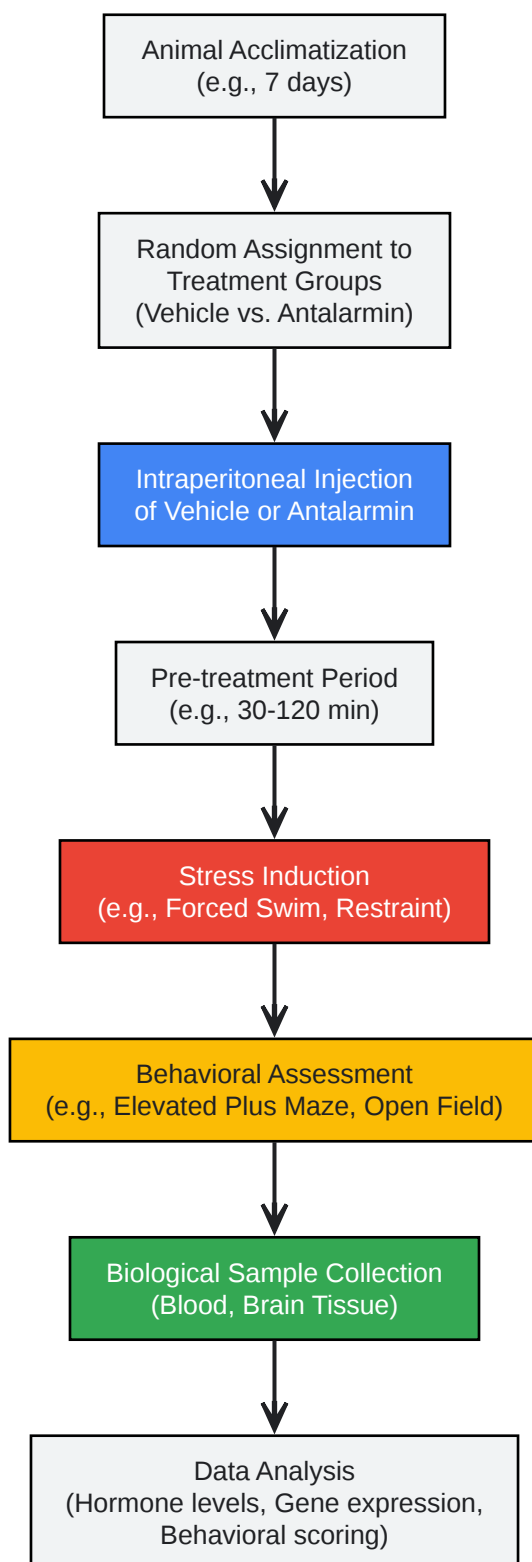 Animal Acclimatization
(e.g., 7 days)
Random Assignment to
Treatment Groups
(Vehicle vs. Antalarmin)
Intraperitoneal Injection
of Vehicle or Antalarmin
Pre-treatment Period
(e.g., 30-120 min)
Stress Induction
(e.g., Forced Swim, Restraint)
Behavioral Assessment
(e.g., Elevated Plus Maze, Open Field)
Biological Sample Collection
(Blood, Brain Tissue)
Data Analysis
(Hormone levels, Gene expression,
Behavioral scoring)